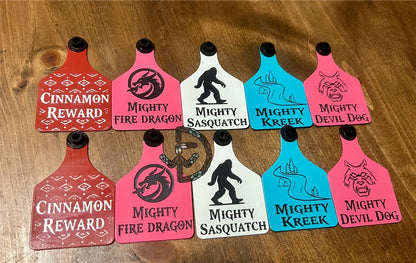 CINNAMON
REWARD
MIGHTY
FIRE DRAGON
MIGHTY
SASQUATCH
MIGHTY
KREEK
MIGHTY
DEVIL DOG
CINNAMON
REWARD
MIGHTY
FIRE DRAGON
MIGHTY
SASQUATCH
MIGHTY
KREEK
MIGHTY
DEVIL DOG